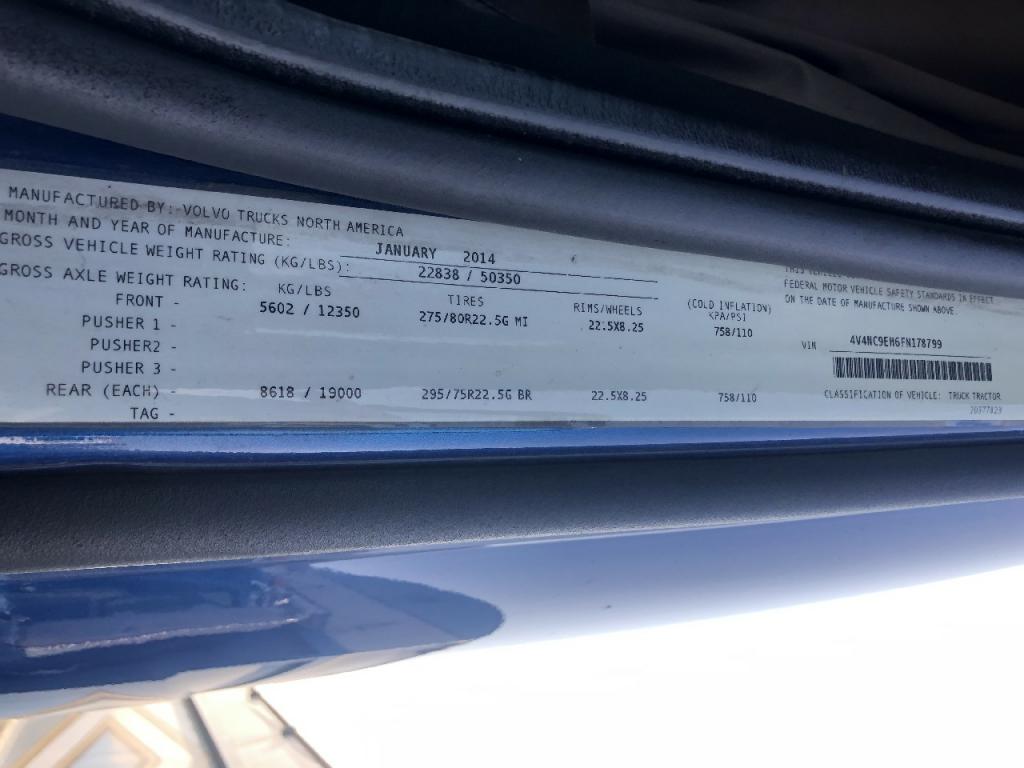 MANUFACTURED BY: VOLVO TRUCKS NORTH AMERICA
MONTH AND YEAR OF MANUFACTURE: JANUARY 2014
GROSS VEHICLE WEIGHT RATING (KG/LBS): 22838 / 50350
GROSS AXLE WEIGHT RATING: KG/LBS TIRES RIMS/WHEELS (COLD INFLATION) KPA/PSI
FRONT - 5602 / 12350 275/80R22.5G MI 22.5X8.25 758/110
PUSHER 1 -
PUSHER2 -
PUSHER 3 -
REAR (EACH) - 8618 / 19000 295/75R22.5G BR 22.5X8.25 758/110
TAG -
THIS VEHICLE
FEDERAL MOTOR VEHICLE SAFETY STANDARDS IN EFFECT
ON THE DATE OF MANUFACTURE SHOWN ABOVE.
VIN 4V4NC9EH6FN178799
CLASSIFICATION OF VEHICLE: TRUCK TRACTOR
20377823